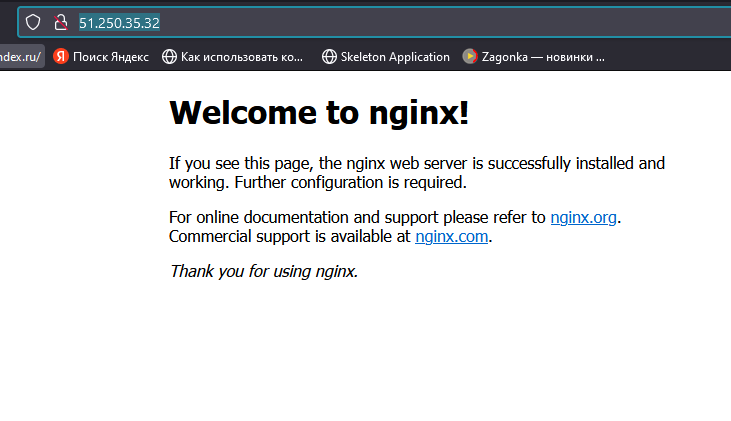 51.250.35.32
ndex.ru/ Поиск Яндекс Как использовать ко... Skeleton Application Zagonka — новинки ...
Welcome to nginx!
If you see this page, the nginx web server is successfully installed and
working. Further configuration is required.
For online documentation and support please refer to nginx.org.
Commercial support is available at nginx.com.
Thank you for using nginx.